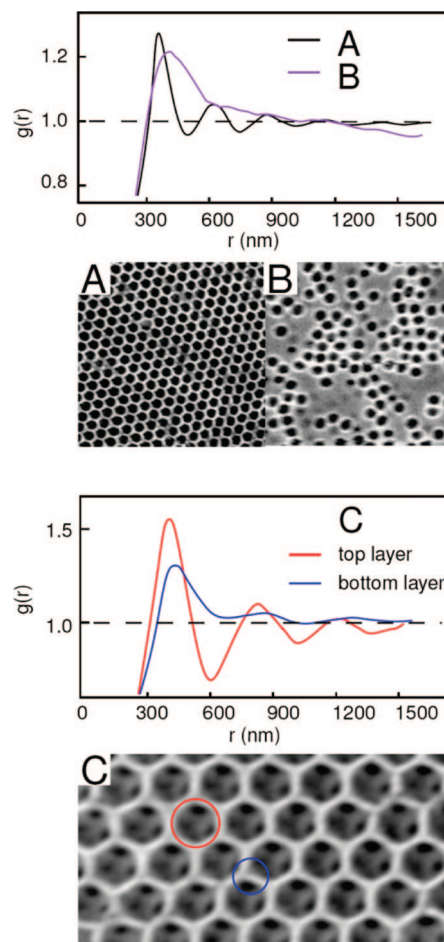 1.2
1.0
0.8
g(r)
A
B
0 300 600 900 1200 1500
r (nm)
A B
1.5
1.0
g(r)
C
top layer
bottom layer
0 300 600 900 1200 1500
r (nm)
C